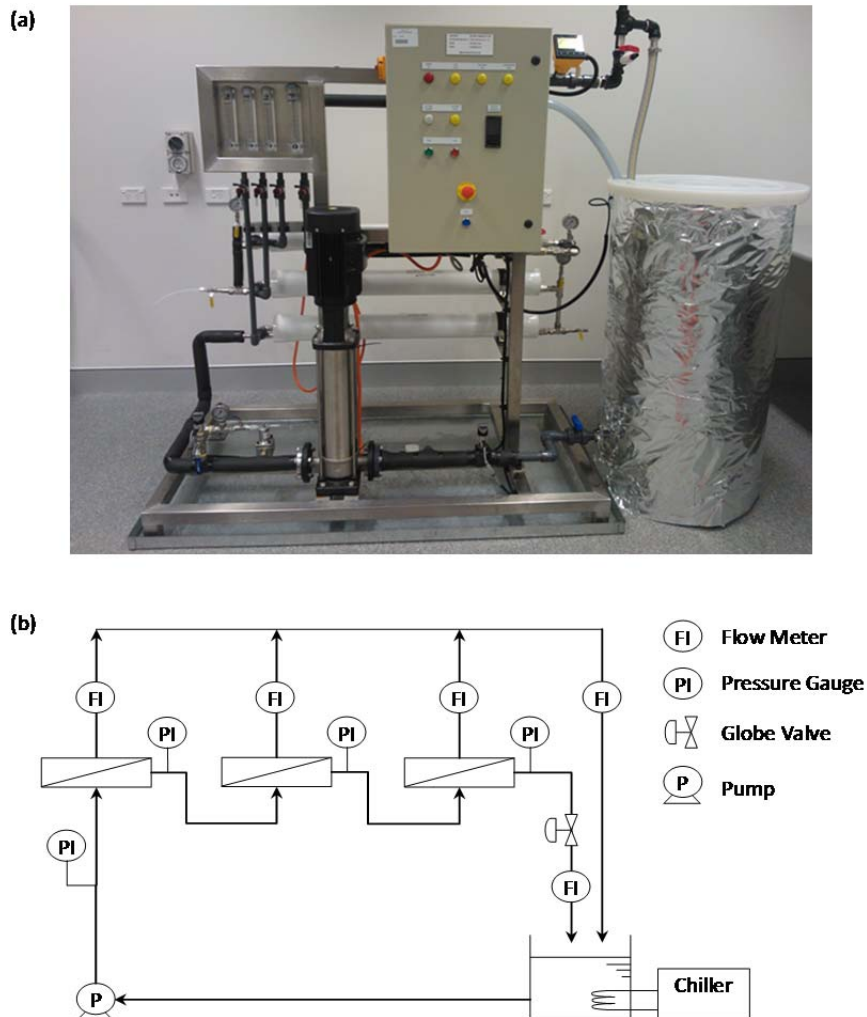 (a)
(b)
FI Flow Meter
PI Pressure Gauge
Globe Valve
P Pump
FI FI FI FI
PI PI PI
PI
FI
P
Chiller